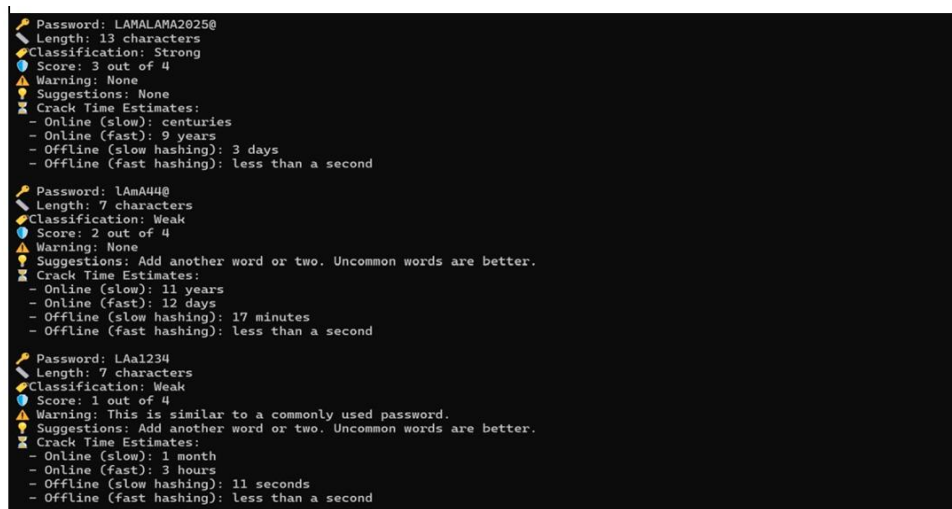 🔑 Password: LAMALAMA2025@
📏 Length: 13 characters
🏷️Classification: Strong
🛡️ Score: 3 out of 4
⚠️ Warning: None
💡 Suggestions: None
⏳ Crack Time Estimates:
  - Online (slow): centuries
  - Online (fast): 9 years
  - Offline (slow hashing): 3 days
  - Offline (fast hashing): less than a second
🔑 Password: lAmA44@
📏 Length: 7 characters
🏷️Classification: Weak
🛡️ Score: 2 out of 4
⚠️ Warning: None
💡 Suggestions: Add another word or two. Uncommon words are better.
⏳ Crack Time Estimates:
  - Online (slow): 11 years
  - Online (fast): 12 days
  - Offline (slow hashing): 17 minutes
  - Offline (fast hashing): less than a second
🔑 Password: LAa1234
📏 Length: 7 characters
🏷️Classification: Weak
🛡️ Score: 1 out of 4
⚠️ Warning: This is similar to a commonly used password.
💡 Suggestions: Add another word or two. Uncommon words are better.
⏳ Crack Time Estimates:
  - Online (slow): 1 month
  - Online (fast): 3 hours
  - Offline (slow hashing): 11 seconds
  - Offline (fast hashing): less than a second